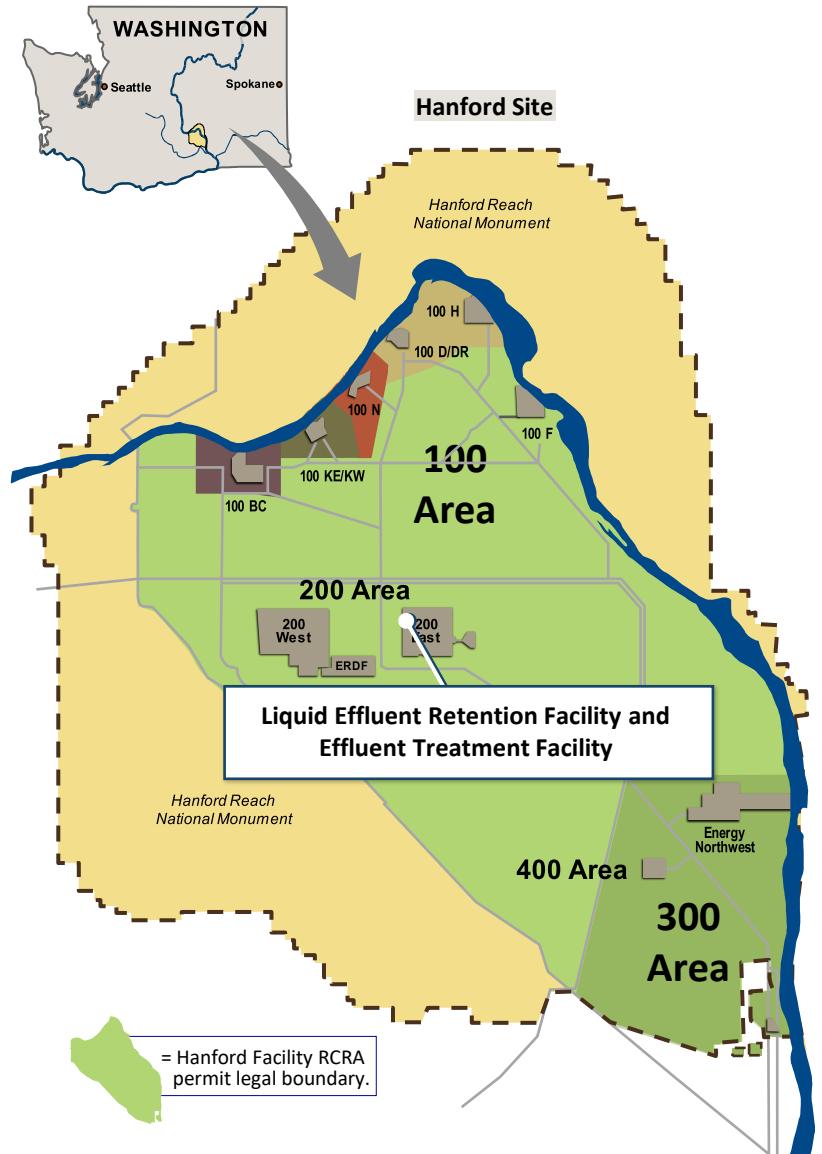 WASHINGTON
Seattle
Spokane
Hanford Site
Hanford Reach
National Monument
100 H
100 D/DR
100 N
100 F
100 KE/KW
100 BC
100
Area
200 Area
200
West
200
East
ERDF
Liquid Effluent Retention Facility and
Effluent Treatment Facility
Hanford Reach
National Monument
Energy
Northwest
400 Area
300
Area
= Hanford Facility RCRA
permit legal boundary.